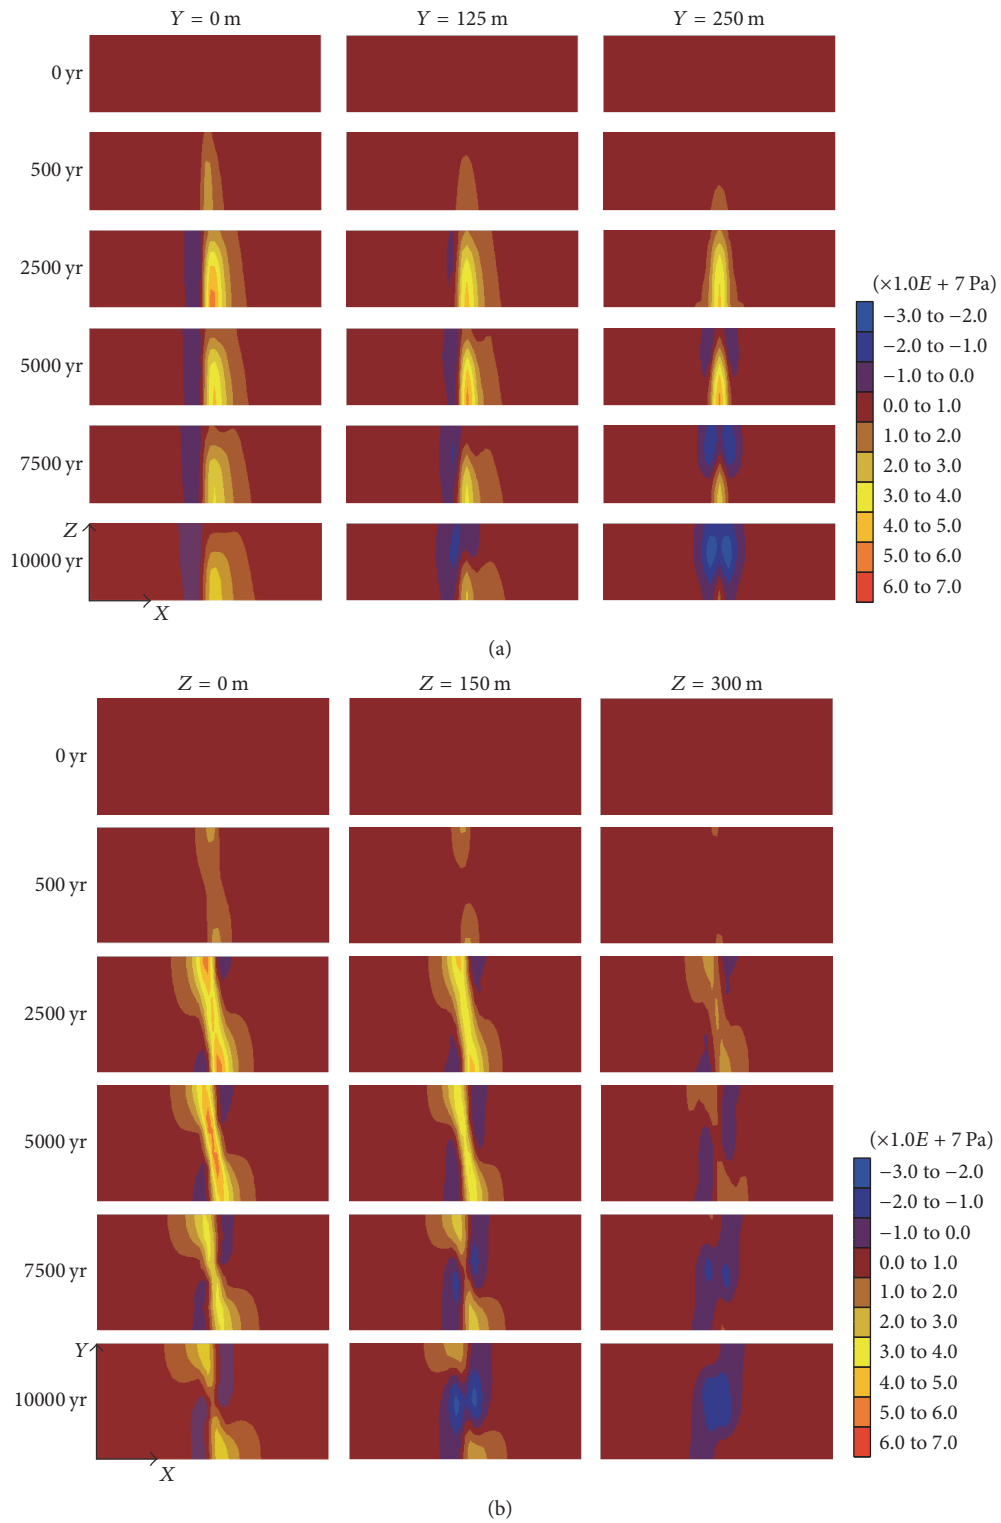 Y = 0 m
Y = 125 m
Y = 250 m
0 yr
500 yr
2500 yr
5000 yr
7500 yr
10000 yr
Z
X
(×1.0E + 7 Pa)
−3.0 to −2.0
−2.0 to −1.0
−1.0 to 0.0
0.0 to 1.0
1.0 to 2.0
2.0 to 3.0
3.0 to 4.0
4.0 to 5.0
5.0 to 6.0
6.0 to 7.0
(a)
Z = 0 m
Z = 150 m
Z = 300 m
0 yr
500 yr
2500 yr
5000 yr
7500 yr
10000 yr
Y
X
(×1.0E + 7 Pa)
−3.0 to −2.0
−2.0 to −1.0
−1.0 to 0.0
0.0 to 1.0
1.0 to 2.0
2.0 to 3.0
3.0 to 4.0
4.0 to 5.0
5.0 to 6.0
6.0 to 7.0
(b)